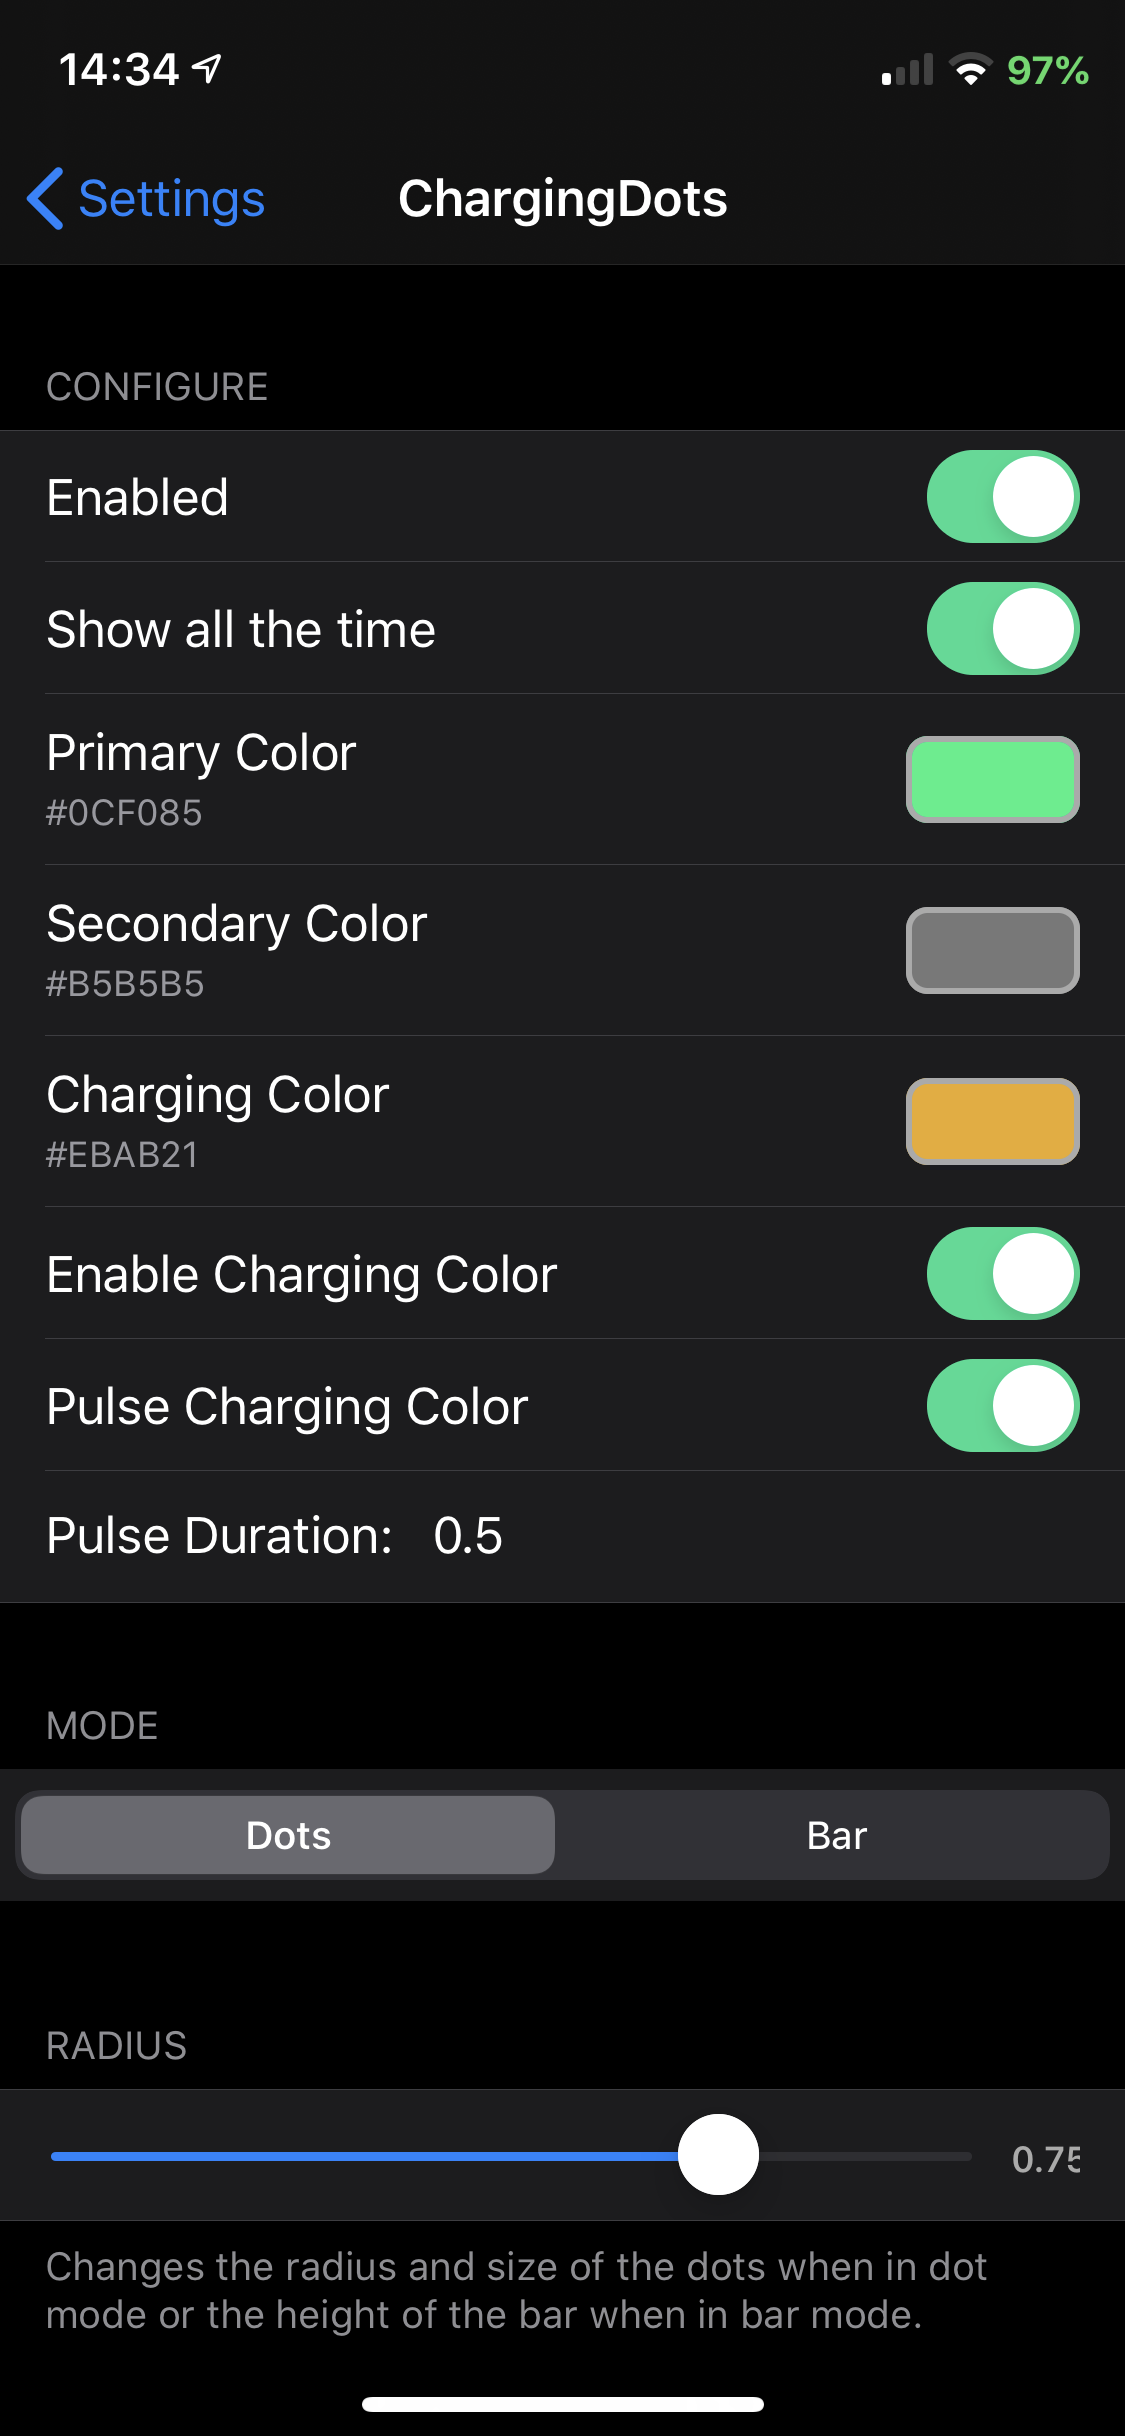 14:34
97%
Settings
ChargingDots
CONFIGURE
Enabled
Show all the time
Primary Color
#0CF085
Secondary Color
#B5B5B5
Charging Color
#EBAB21
Enable Charging Color
Pulse Charging Color
Pulse Duration: 0.5
MODE
Dots
Bar
RADIUS
0.75
Changes the radius and size of the dots when in dot
mode or the height of the bar when in bar mode.